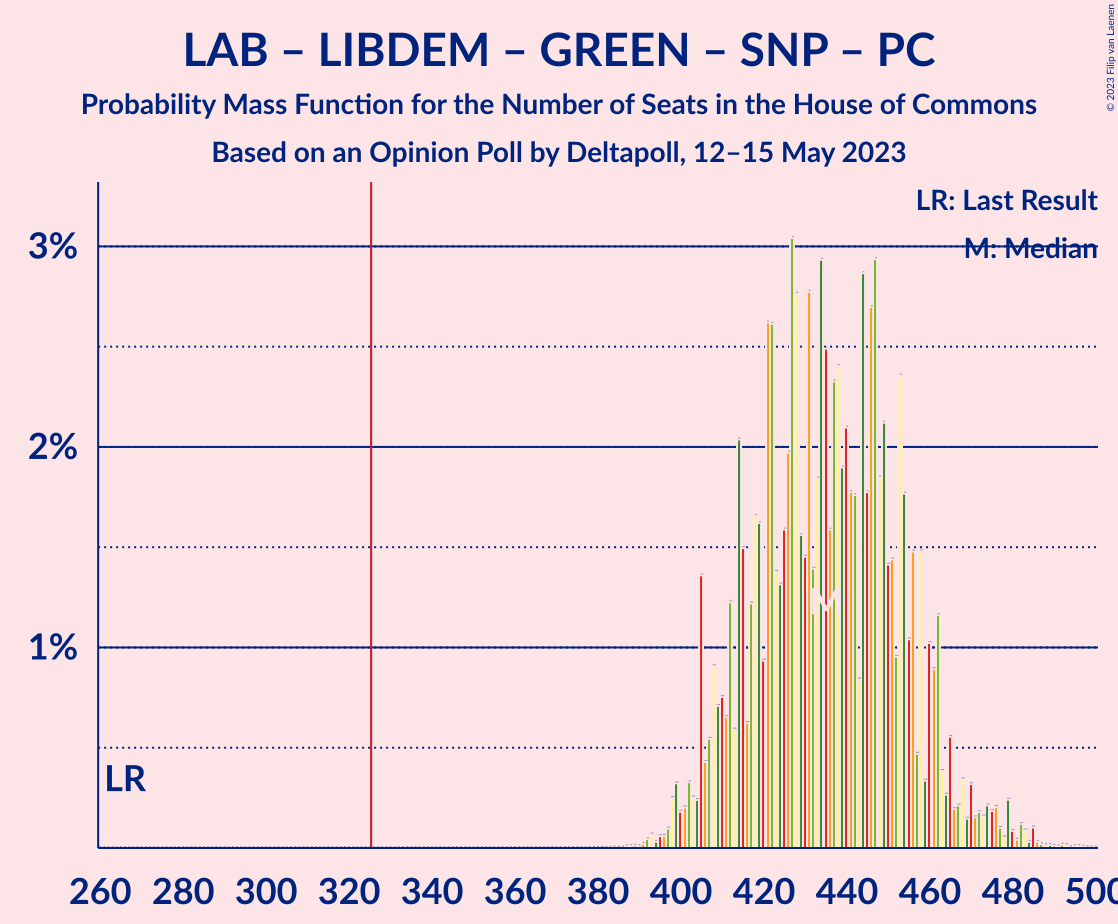 LAB – LIBDEM – GREEN – SNP – PC
Probability Mass Function for the Number of Seats in the House of Commons
Based on an Opinion Poll by Deltapoll, 12–15 May 2023
© 2023 Filip van Laenen
LR: Last Result
M: Median
3%
2%
1%
M
LR
260 280 300 320 340 360 380 400 420 440 460 480 500